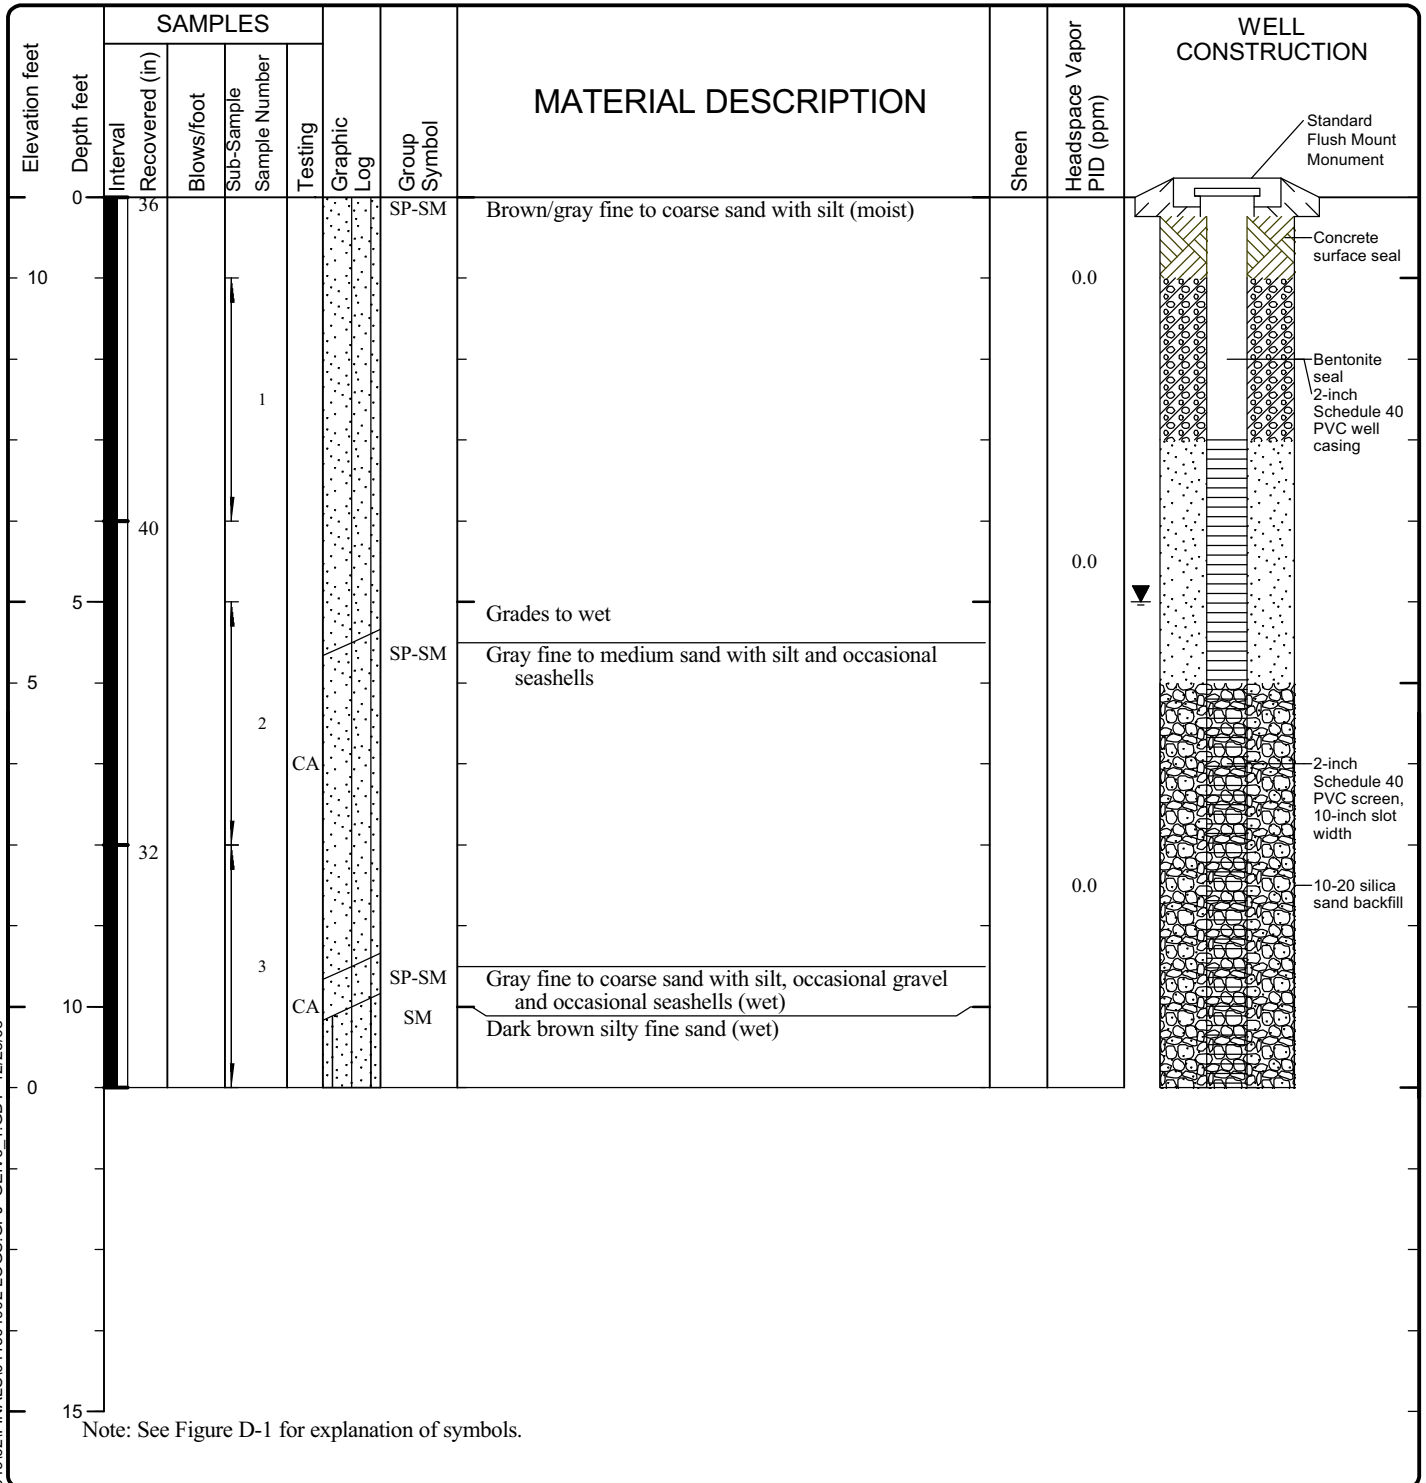 SAMPLES
Elevation feet
Depth feet
Interval
Recovered (in)
Blows/foot
Sub-Sample
Sample Number
Testing
Graphic
Log
Group
Symbol
MATERIAL DESCRIPTION
Sheen
Headspace Vapor
PID (ppm)
WELL
CONSTRUCTION
Standard
Flush Mount
Monument
0
36
SP-SM
Brown/gray fine to coarse sand with silt (moist)
Concrete
surface seal
10
0.0
Bentonite
seal
2-inch
Schedule 40
PVC well
casing
1
40
0.0
5
Grades to wet
SP-SM
Gray fine to medium sand with silt and occasional
seashells
5
2
CA
2-inch
Schedule 40
PVC screen,
10-inch slot
width
32
0.0
10-20 silica
sand backfill
3
SP-SM
Gray fine to coarse sand with silt, occasional gravel
and occasional seashells (wet)
10
CA
SM
Dark brown silty fine sand (wet)
0
15
Note: See Figure D-1 for explanation of symbols.